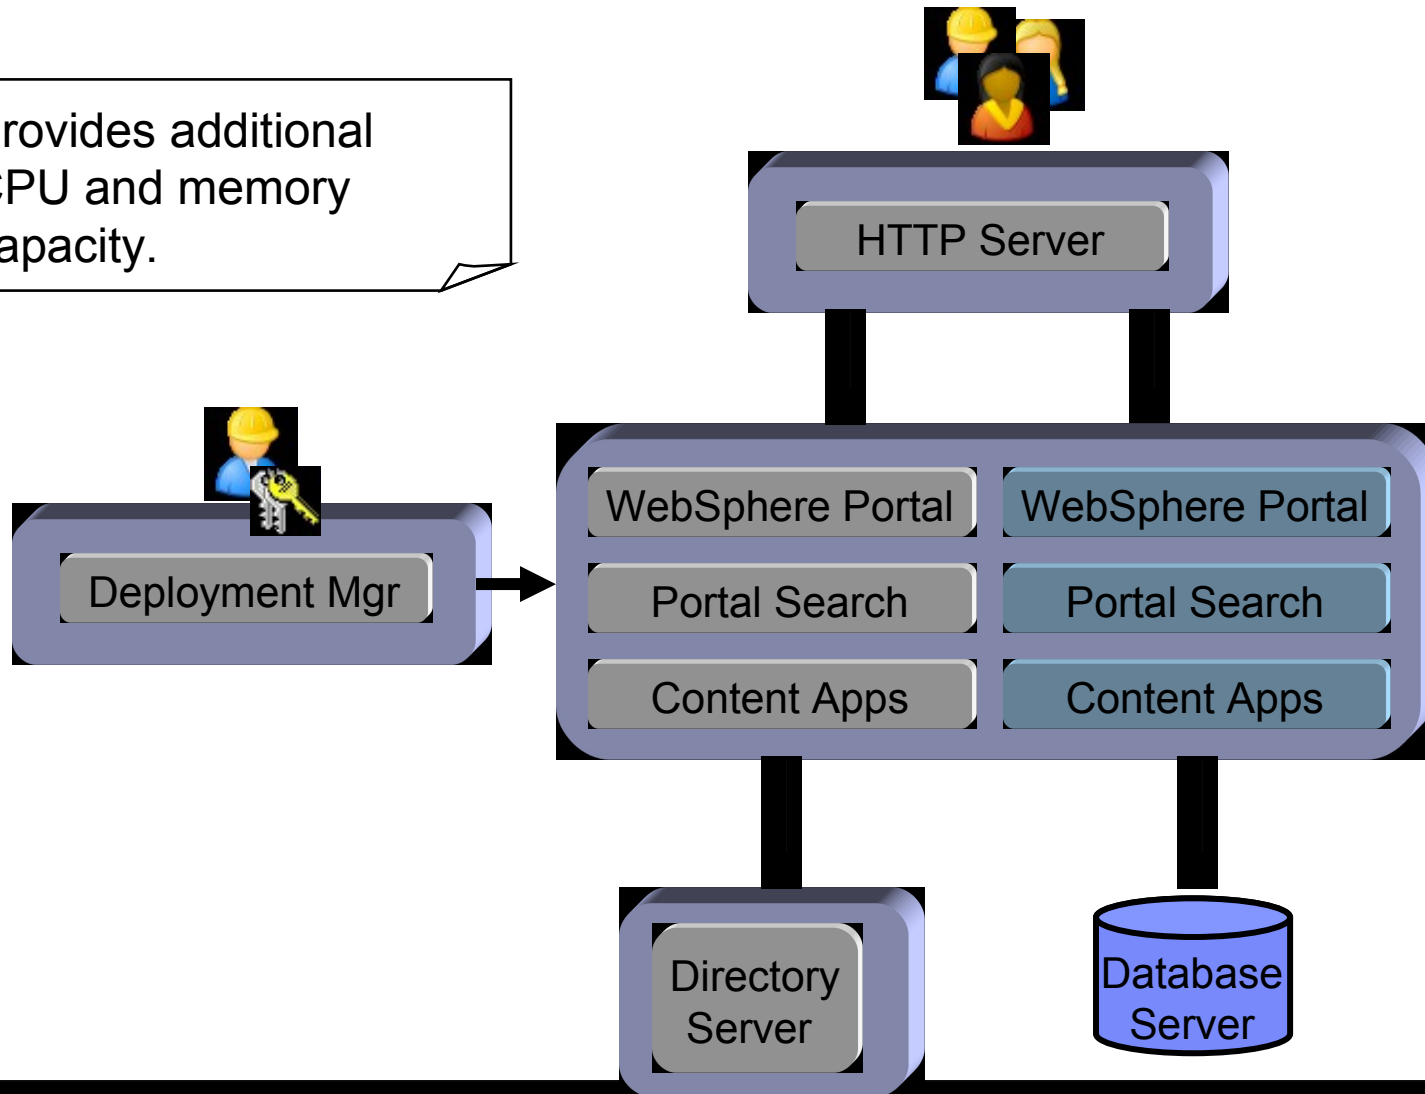 rovides additional
CPU and memory
apacity.
HTTP Server
Deployment Mgr
WebSphere Portal
WebSphere Portal
Portal Search
Portal Search
Content Apps
Content Apps
Directory
Server
Database
Server